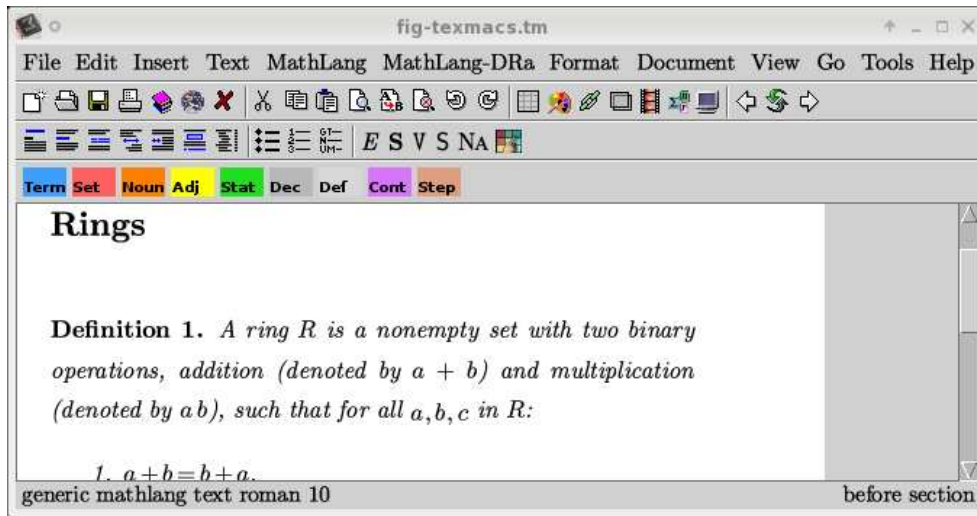 fig-texmacs.tm
File Edit Insert Text MathLang MathLang-DRa Format Document View Go Tools Help
E S V S NA
Term Set Noun Adj Stat Dec Def Cont Step
Rings
Definition 1. A ring R is a nonempty set with two binary
operations, addition (denoted by a + b) and multiplication
(denoted by a b), such that for all a, b, c in R:
1. a + b = b + a.
generic mathlang text roman 10 before section